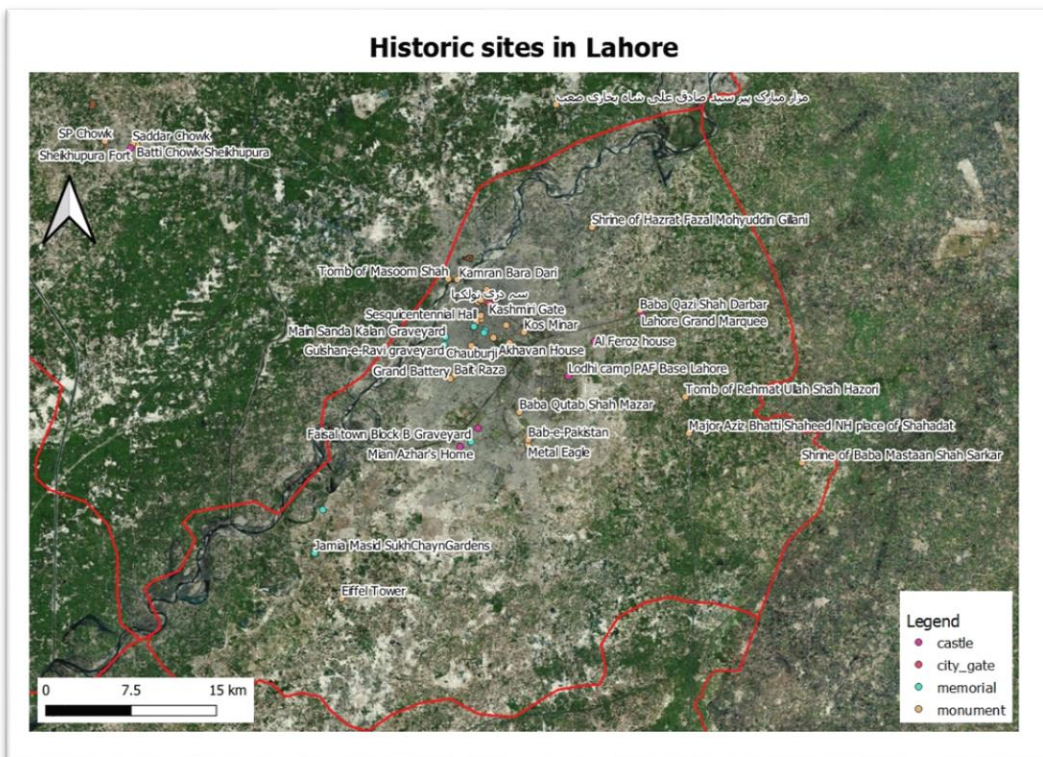 Historic sites in Lahore
مزار مبارک پیر سید صادق علی شاہ بخاری صعب
SP Chowk
Saddar Chowk
Sheikhupura Fort
Batti Chowk Sheikhupura
Shrine of Hazrat Fazal Mohyuddin Gillani
Tomb of Masoom Shah
Kamran Bara Dari
سہ دری نولکھا
Baba Qazi Shah Darbar
Sesquicentennial Hall
Kashmiri Gate
Lahore Grand Marquee
Main Sanda Kalan Graveyard
Kos Minar
Al Feroz house
Gulshan-e-Ravi graveyard
Chauburji
Akhavan House
Grand Battery
Bait Raza
Lodhi camp PAF Base Lahore
Tomb of Rehmat Ullah Shah Hazori
Baba Qutab Shah Mazar
Major Aziz Bhatti Shaheed NH place of Shahadat
Faisal town Block B Graveyard
Bab-e-Pakistan
Mian Azhar's Home
Metal Eagle
Shrine of Baba Mastaan Shah Sarkar
Jamia Masid SukhChaynGardens
Eiffel Tower
Legend
castle
city_gate
memorial
monument
0 7.5 15 km